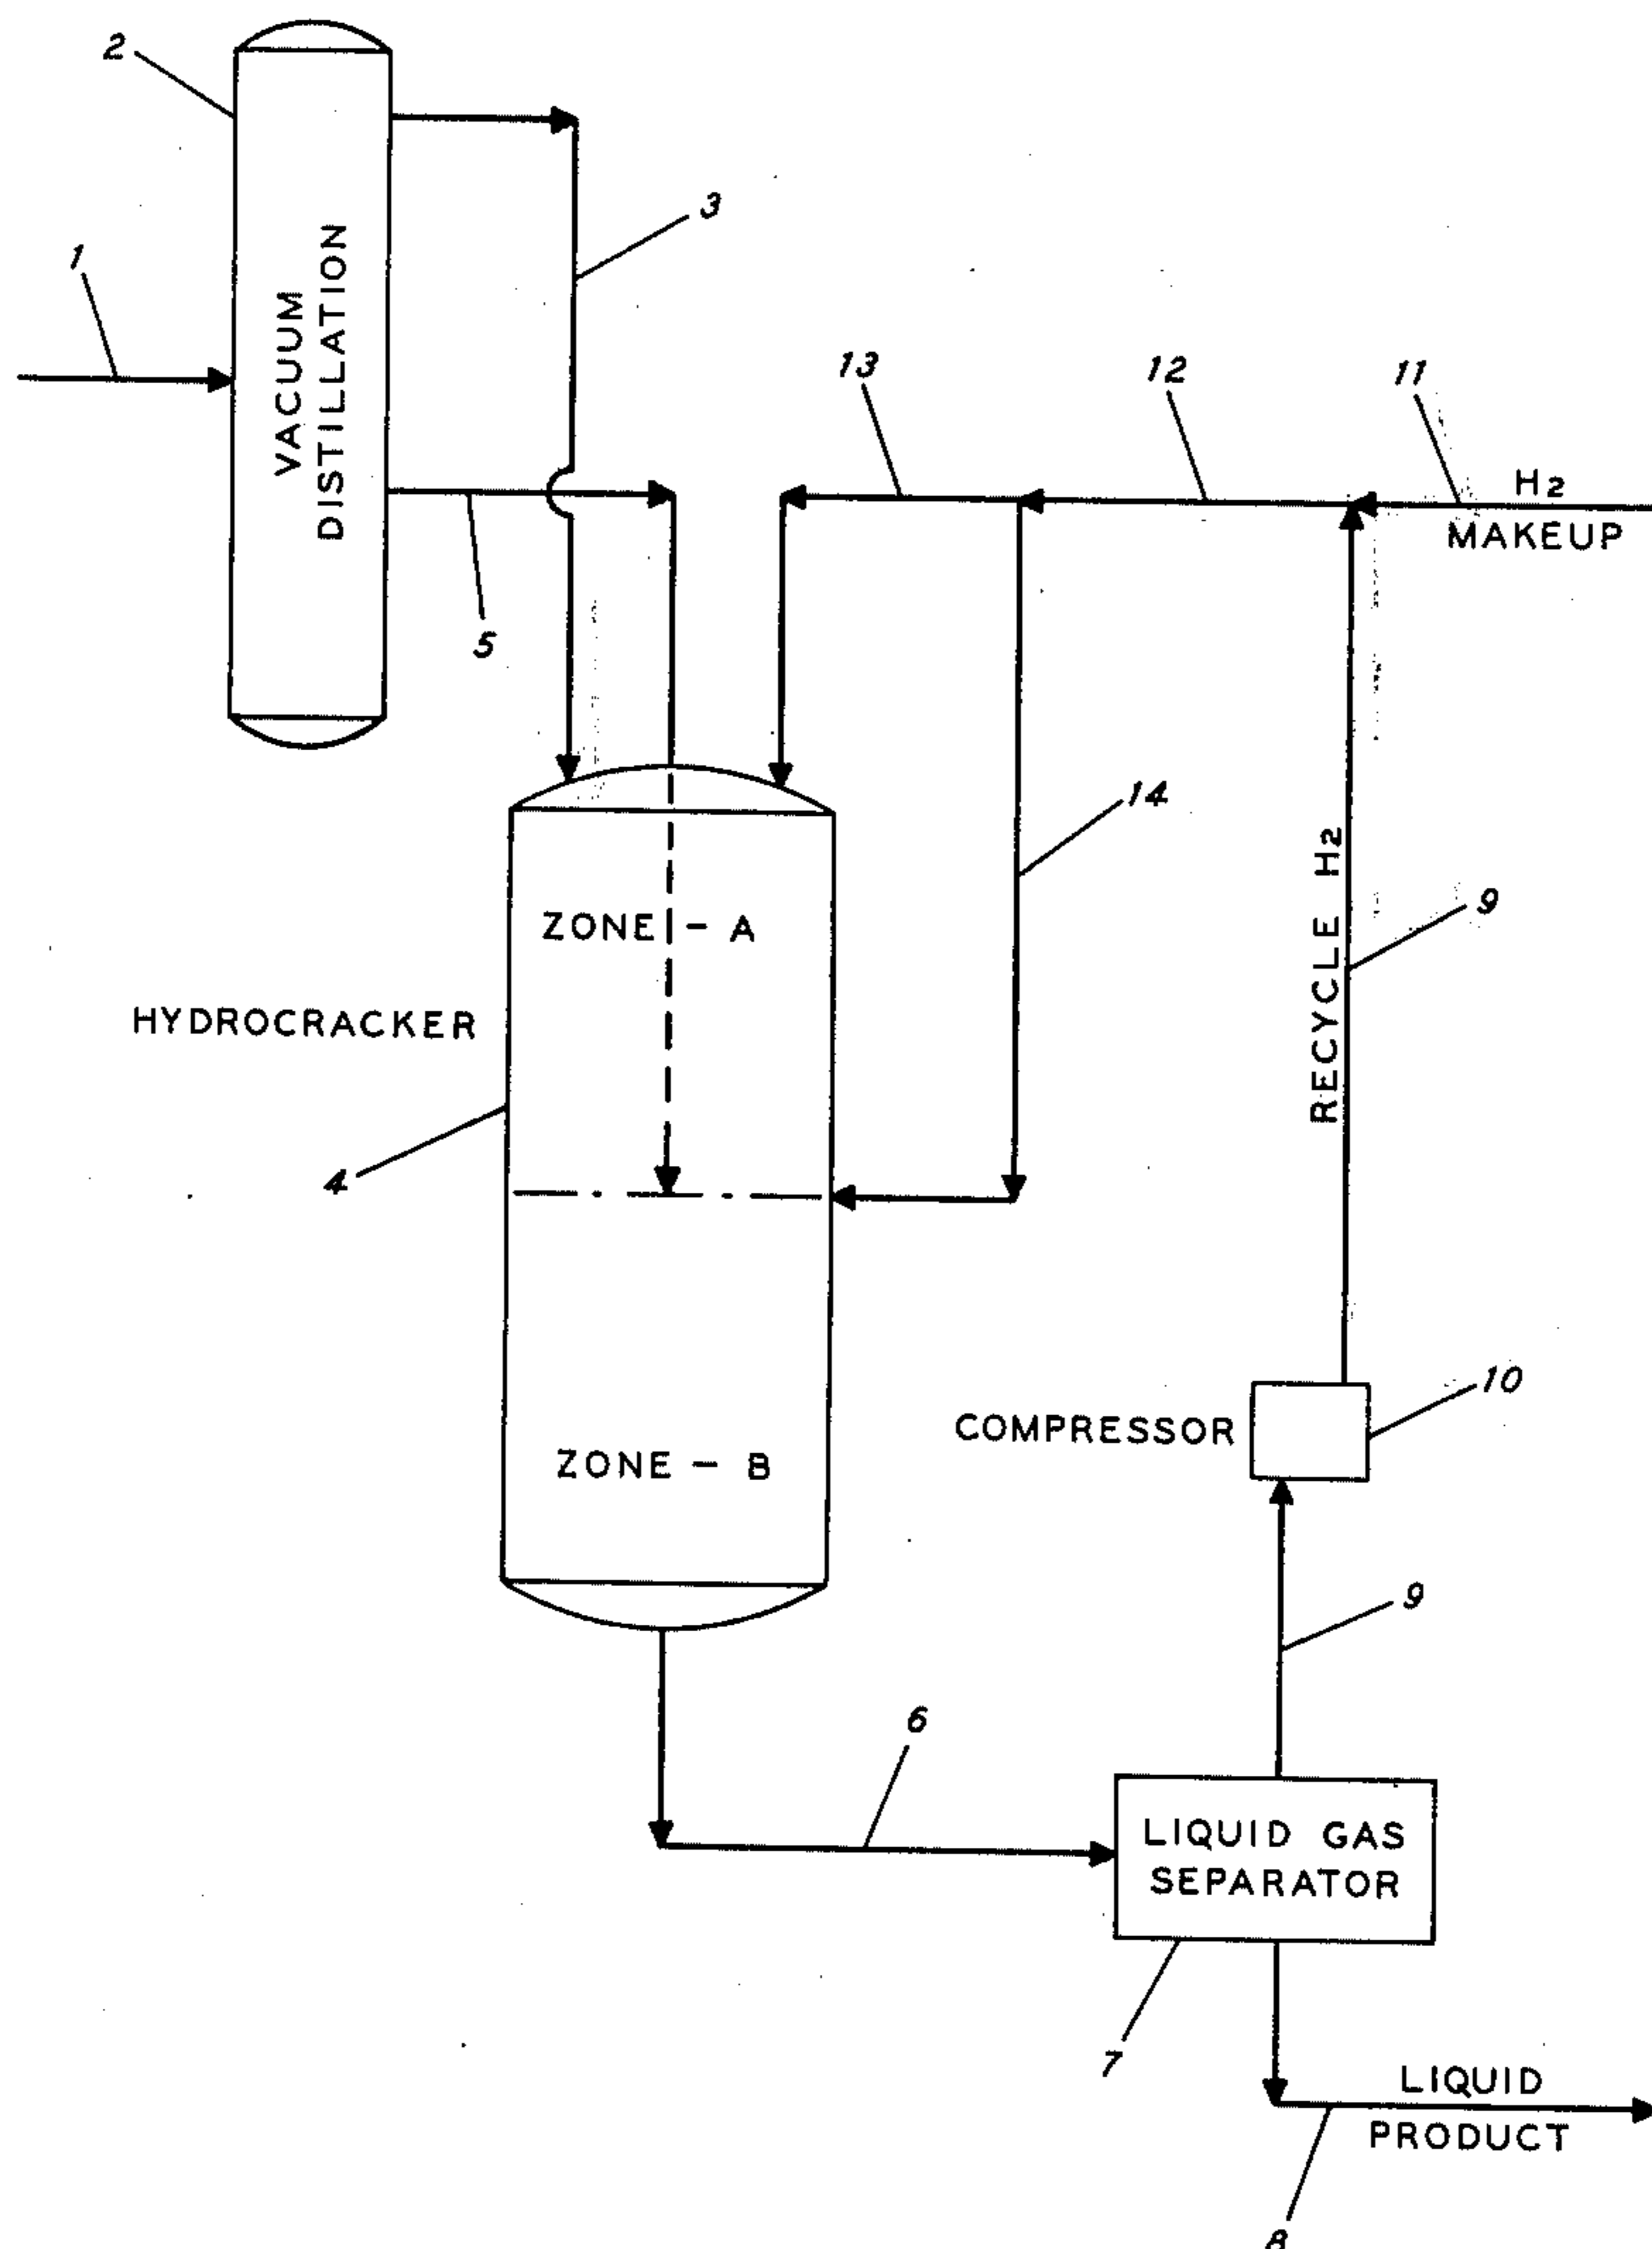 2
3
1
VACUUM
DISTILLATION
13
12
11
H2
MAKEUP
5
14
ZONE - A
RECYCLE H2
9
HYDROCRACKER
4
10
COMPRESSOR
ZONE - B
9
6
LIQUID GAS
SEPARATOR
7
LIQUID
PRODUCT
8